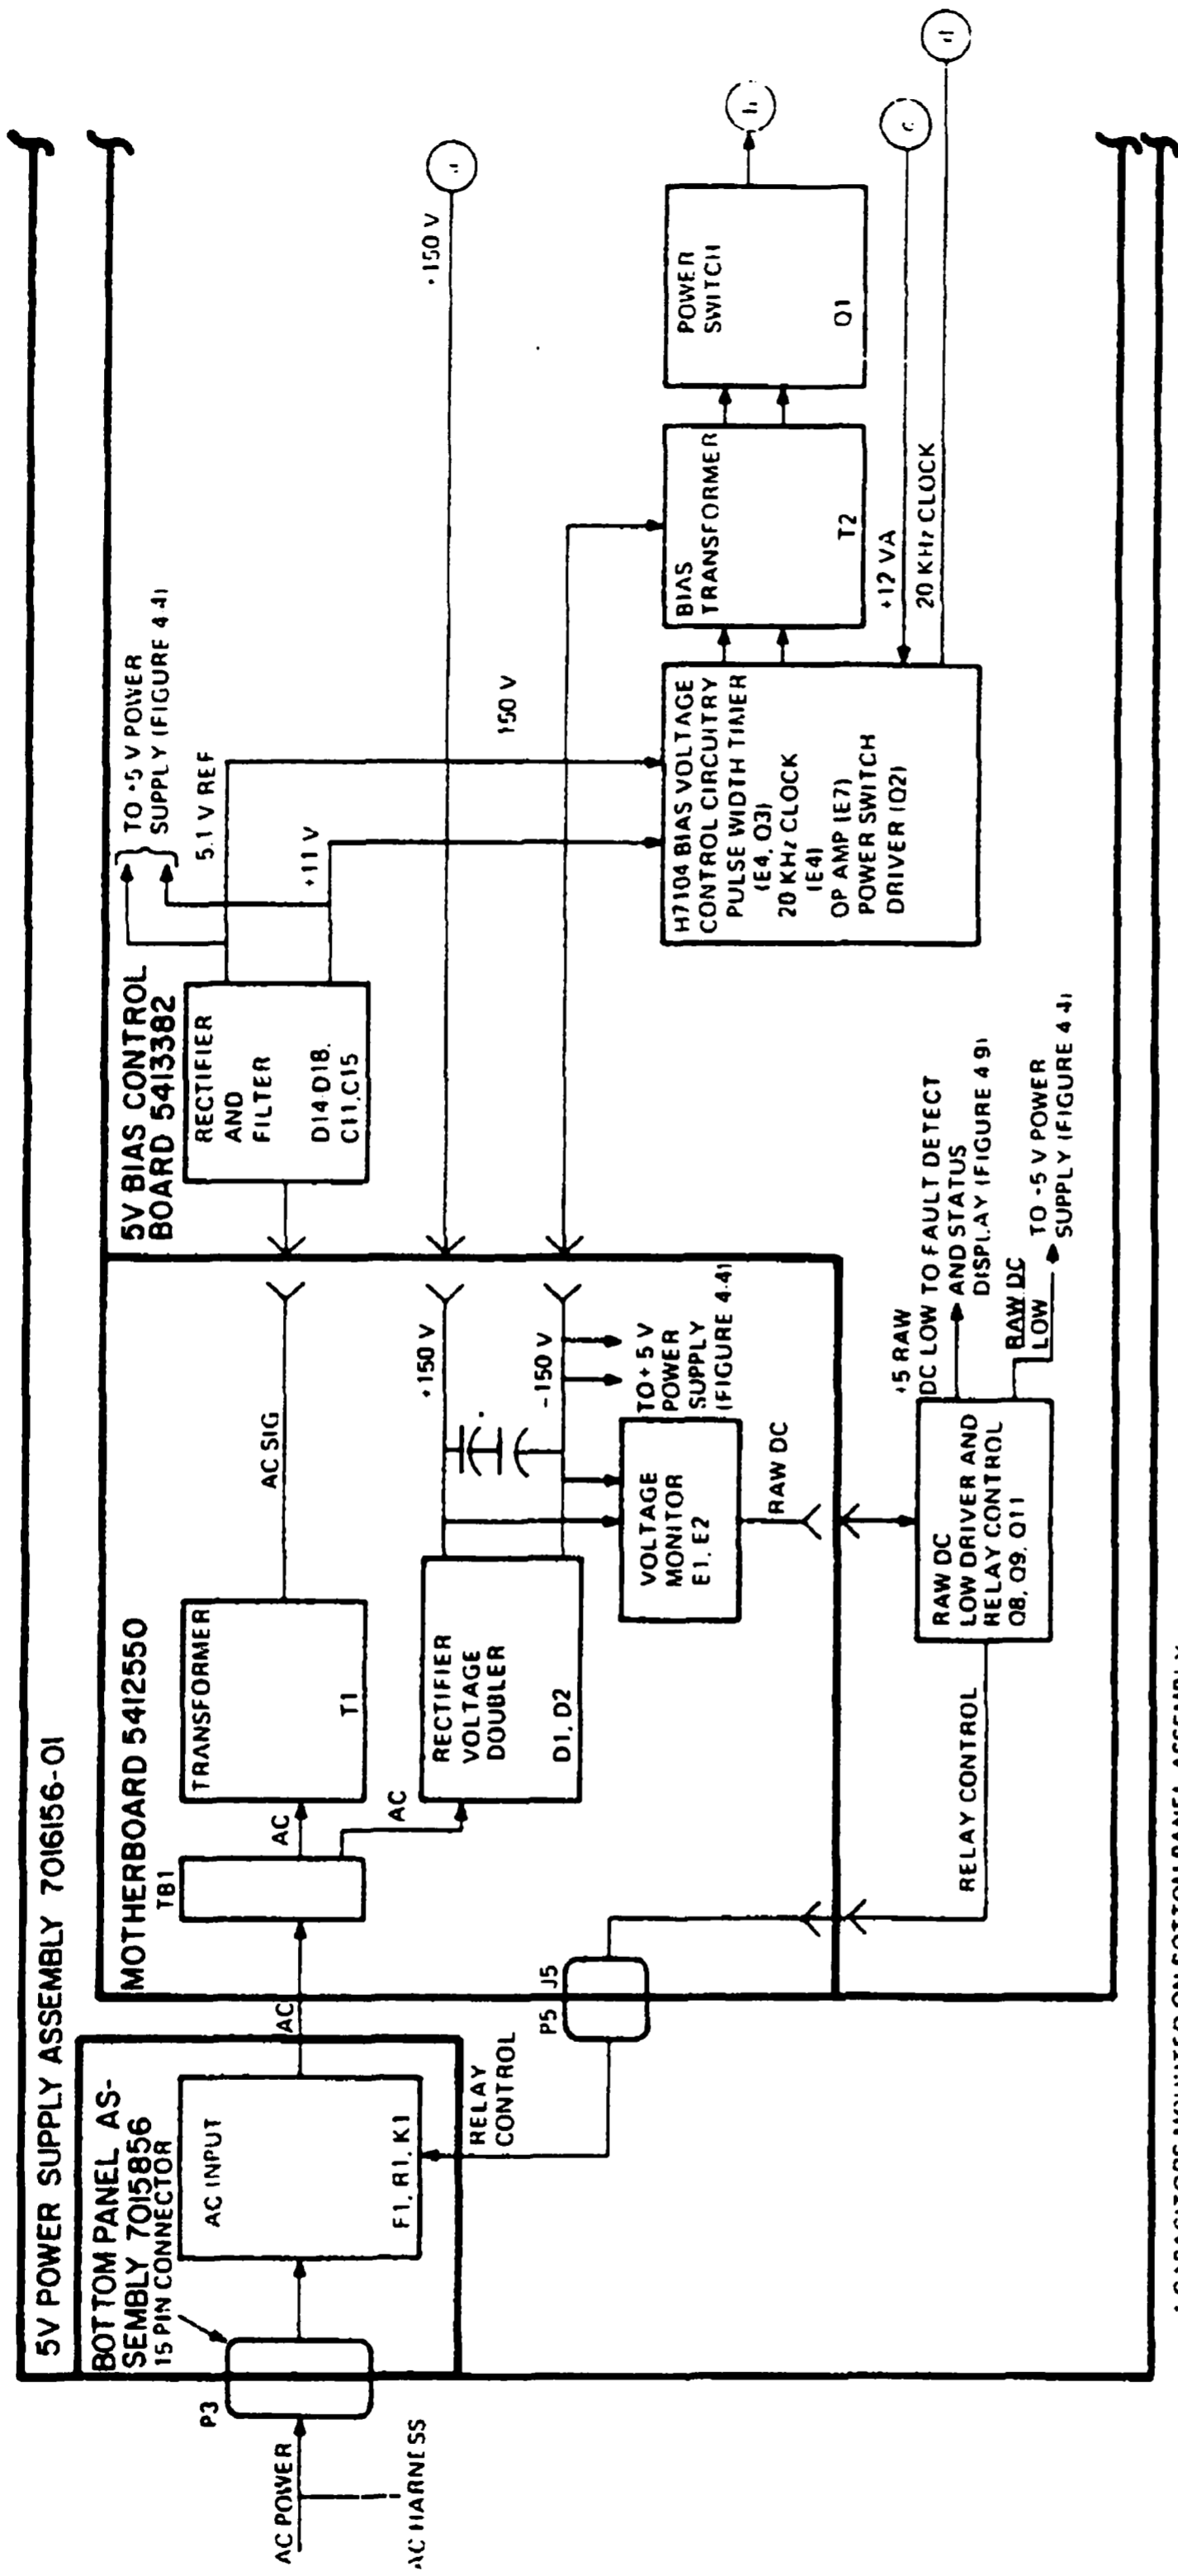 5V POWER SUPPLY ASSEMBLY 7016156-01
BOTTOM PANEL AS-
SEMBLY 7015856
15 PIN CONNECTOR
P3
AC POWER
AC HARNESS
AC INPUT
F1, R1, K1
AC
RELAY
CONTROL
P5
J5
MOTHERBOARD 5412550
TB1
AC
AC
TRANSFORMER
T1
AC SIG
RECTIFIER
VOLTAGE
DOUBLER
D1, D2
+150 V
-150 V
TO + 5 V
POWER
SUPPLY
(FIGURE 4-4)
VOLTAGE
MONITOR
E1, E2
RAW DC
5V BIAS CONTROL
BOARD 5413382
RECTIFIER
AND
FILTER
D14-D18,
C11, C15
TO +5 V POWER
SUPPLY (FIGURE 4-4)
5.1 V REF
+11 V
+150 V
150 V
H7104 BIAS VOLTAGE
CONTROL CIRCUITRY
PULSE WIDTH TIMER
(E4, Q3)
20 KHz CLOCK
(E4)
OP AMP (E7)
POWER SWITCH
DRIVER (Q2)
BIAS
TRANSFORMER
T2
POWER
SWITCH
Q1
+12 VA
20 KHz CLOCK
a
b
c
d
RELAY CONTROL
RAW DC
LOW DRIVER AND
RELAY CONTROL
Q8, Q9, Q11
+5 RAW
DC LOW TO FAULT DETECT
AND STATUS
DISPLAY (FIGURE 4-9)
RAW DC
LOW
TO +5 V POWER
SUPPLY (FIGURE 4-4)